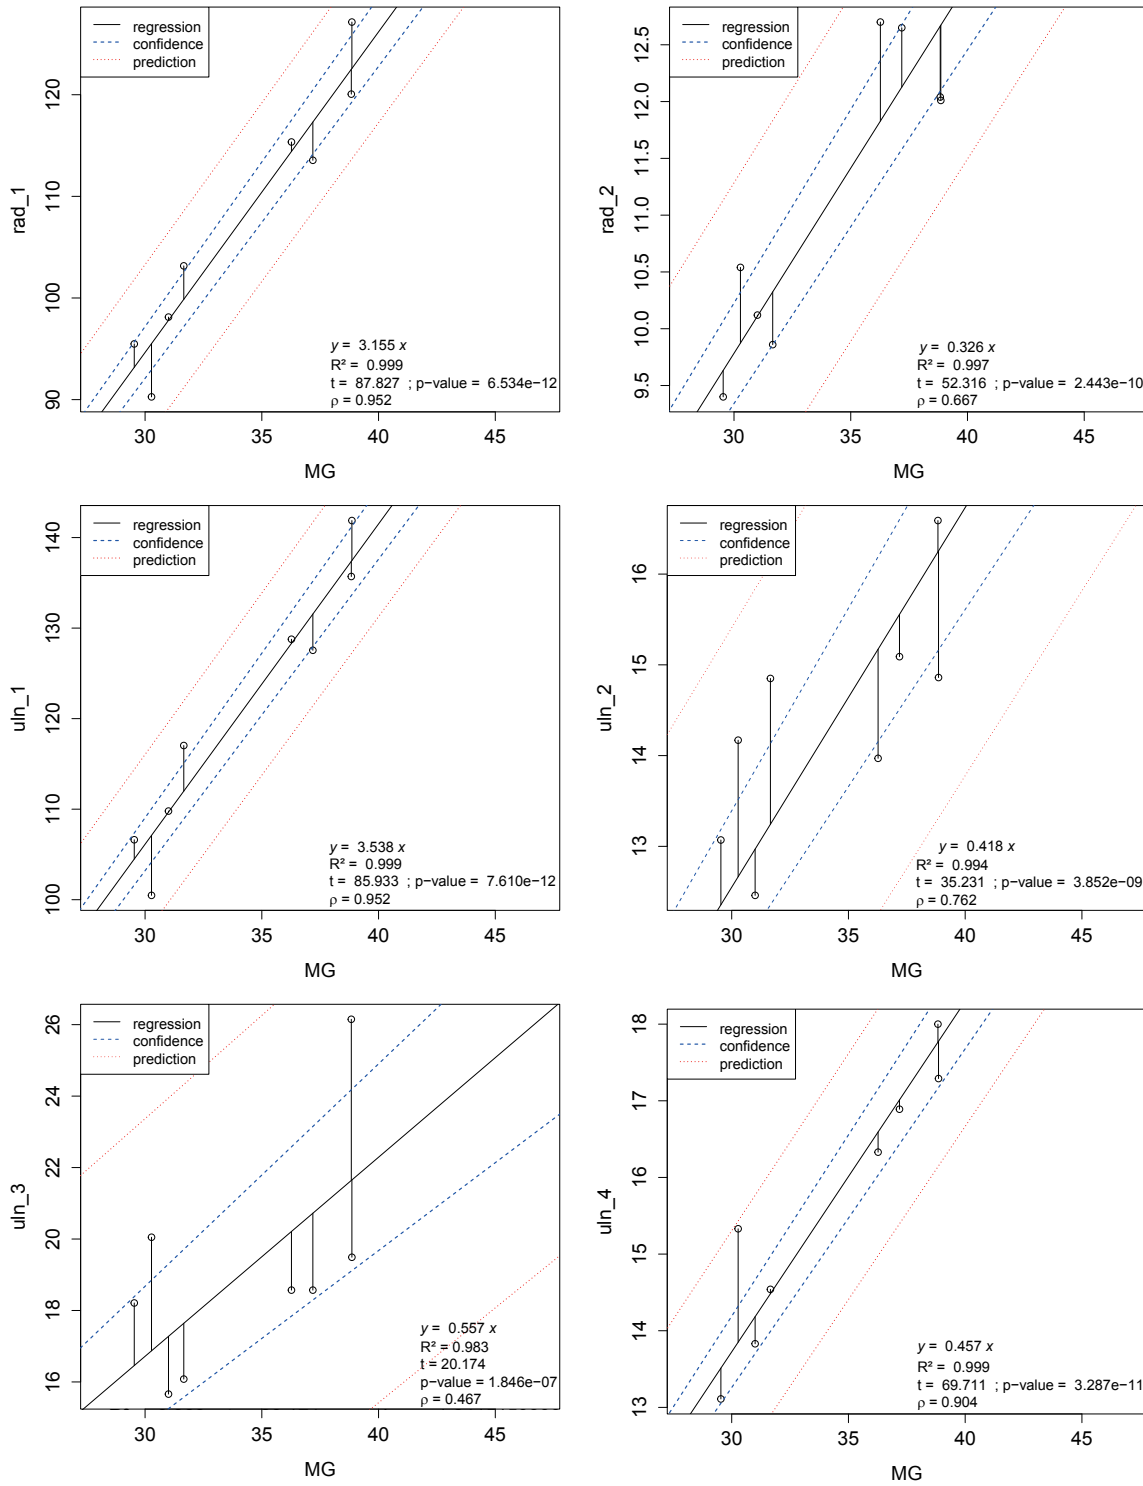 regression
confidence
prediction
120
110
100
90
rad_1
y = 3.155 x
R² = 0.999
t = 87.827 ; p−value = 6.534e−12
ρ = 0.952
30 35 40 45
MG
regression
confidence
prediction
12.5
12.0
11.5
11.0
10.5
10.0
9.5
rad_2
y = 0.326 x
R² = 0.997
t = 52.316 ; p−value = 2.443e−10
ρ = 0.667
30 35 40 45
MG
regression
confidence
prediction
140
130
120
110
100
uln_1
y = 3.538 x
R² = 0.999
t = 85.933 ; p−value = 7.610e−12
ρ = 0.952
30 35 40 45
MG
regression
confidence
prediction
16
15
14
13
uln_2
y = 0.418 x
R² = 0.994
t = 35.231 ; p−value = 3.852e−09
ρ = 0.762
30 35 40 45
MG
regression
confidence
prediction
26
24
22
20
18
16
uln_3
y = 0.557 x
R² = 0.983
t = 20.174
p−value = 1.846e−07
ρ = 0.467
30 35 40 45
MG
regression
confidence
prediction
18
17
16
15
14
13
uln_4
y = 0.457 x
R² = 0.999
t = 69.711 ; p−value = 3.287e−11
ρ = 0.904
30 35 40 45
MG